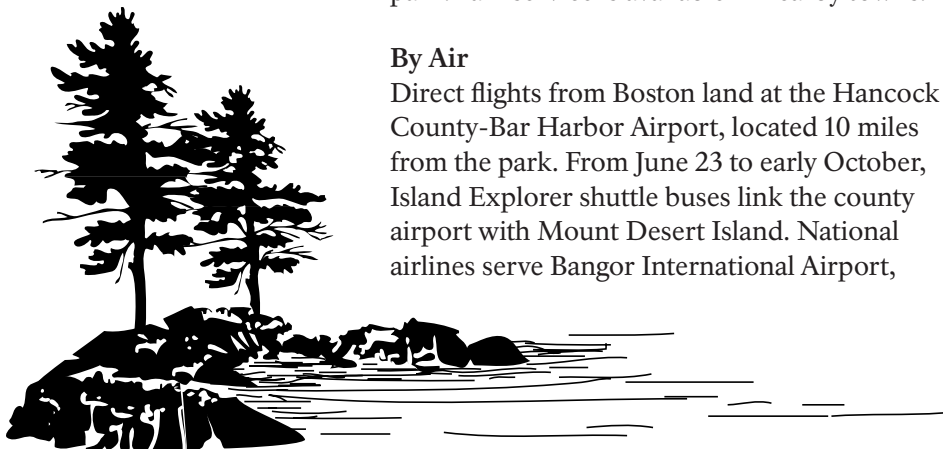 By Air
Direct flights from Boston land at the Hancock
County-Bar Harbor Airport, located 10 miles
from the park. From June 23 to early October,
Island Explorer shuttle buses link the county
airport with Mount Desert Island. National
airlines serve Bangor International Airport,